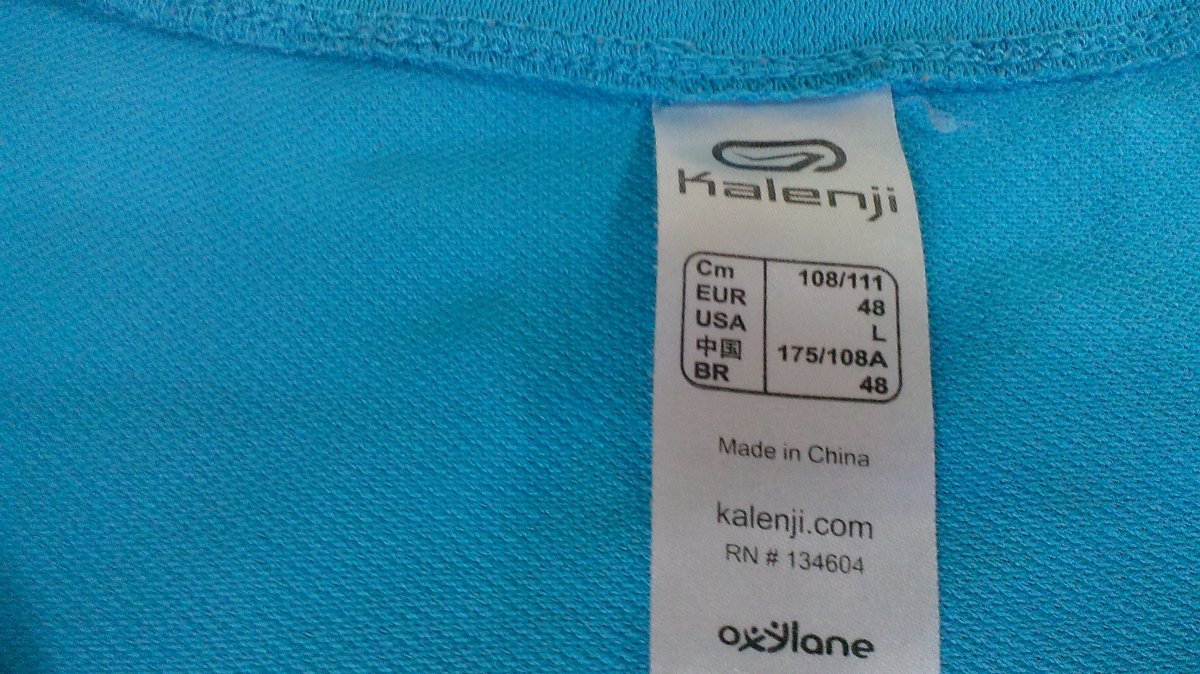 kalenji
Cm 108/111
EUR 48
USA L
中国 175/108A
BR 48
Made in China
kalenji.com
RN # 134604
oxylane